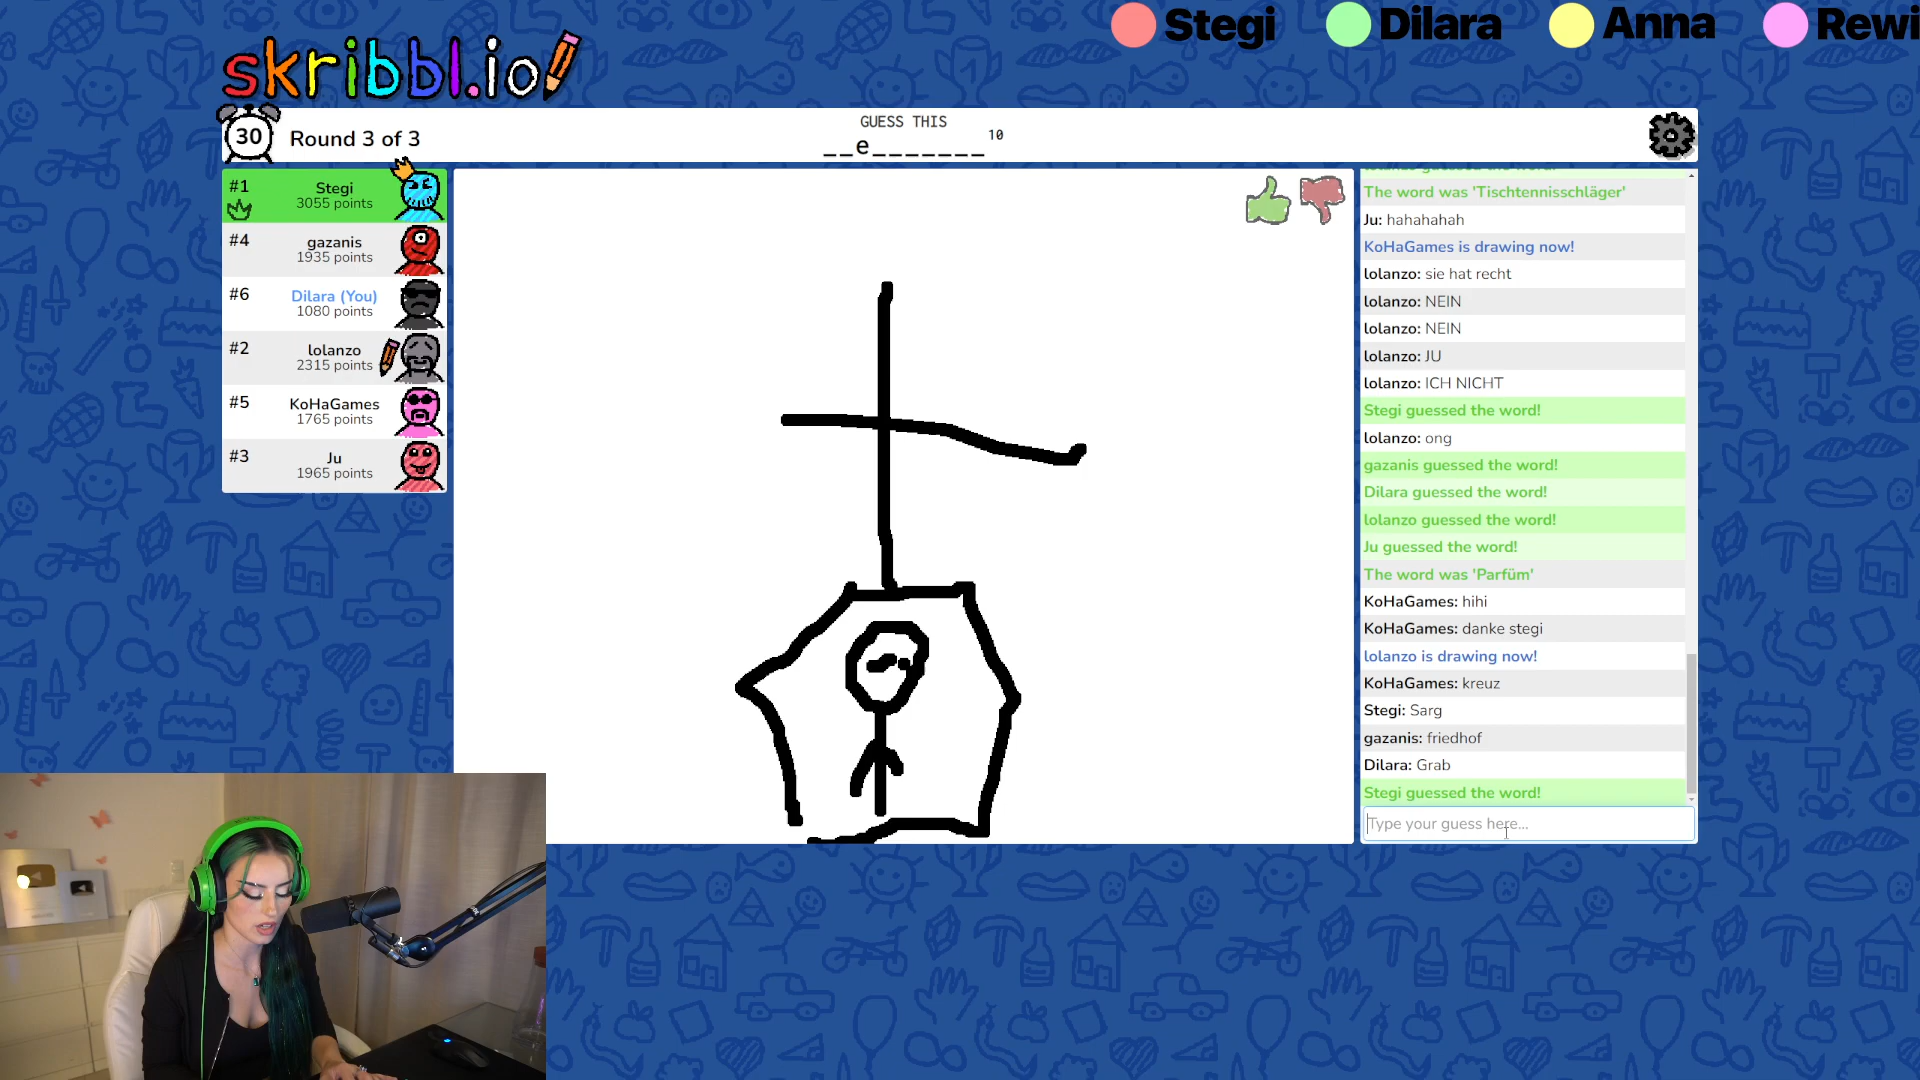 Stegi Dilara Anna Rewi
skribbl.io
30 Round 3 of 3
GUESS THIS
__e_______ 10
#1 Stegi
3055 points
#4 gazanis
1935 points
#6 Dilara (You)
1080 points
#2 lolanzo
2315 points
#5 KoHaGames
1765 points
#3 Ju
1965 points
The word was 'Tischtennisschläger'
Ju: hahahahah
KoHaGames is drawing now!
lolanzo: sie hat recht
lolanzo: NEIN
lolanzo: NEIN
lolanzo: JU
lolanzo: ICH NICHT
Stegi guessed the word!
lolanzo: ong
gazanis guessed the word!
Dilara guessed the word!
lolanzo guessed the word!
Ju guessed the word!
The word was 'Parfüm'
KoHaGames: hihi
KoHaGames: danke stegi
lolanzo is drawing now!
KoHaGames: kreuz
Stegi: Sarg
gazanis: friedhof
Dilara: Grab
Stegi guessed the word!
Type your guess here...